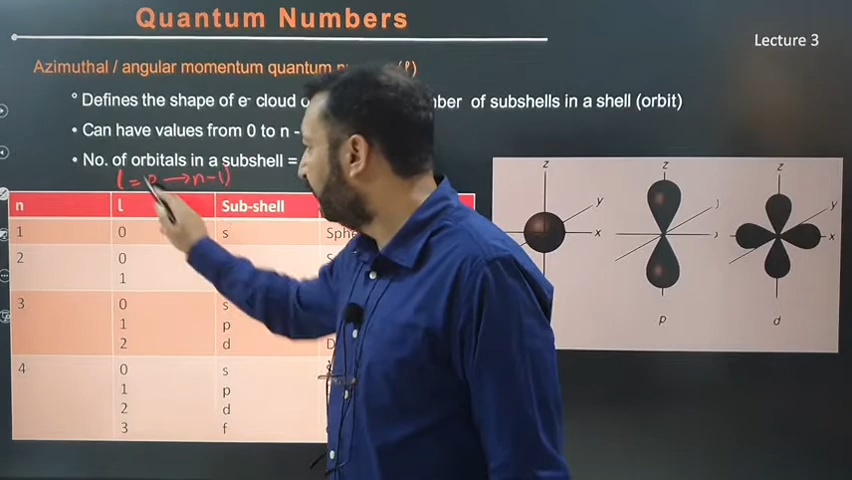 Quantum Numbers
Lecture 3
Azimuthal / angular momentum quantum (ℓ)
° Defines the shape of e- cloud of subshells in a shell (orbit)
• Can have values from 0 to n -
• No. of orbitals in a subshell =
l = 0 → n-1)
n l Sub-shell
1 0 s
2 0
1
3 0 s
1 p
2 d
4 0 s
1 p
2 d
3 f
z z z
y y
x x
p d